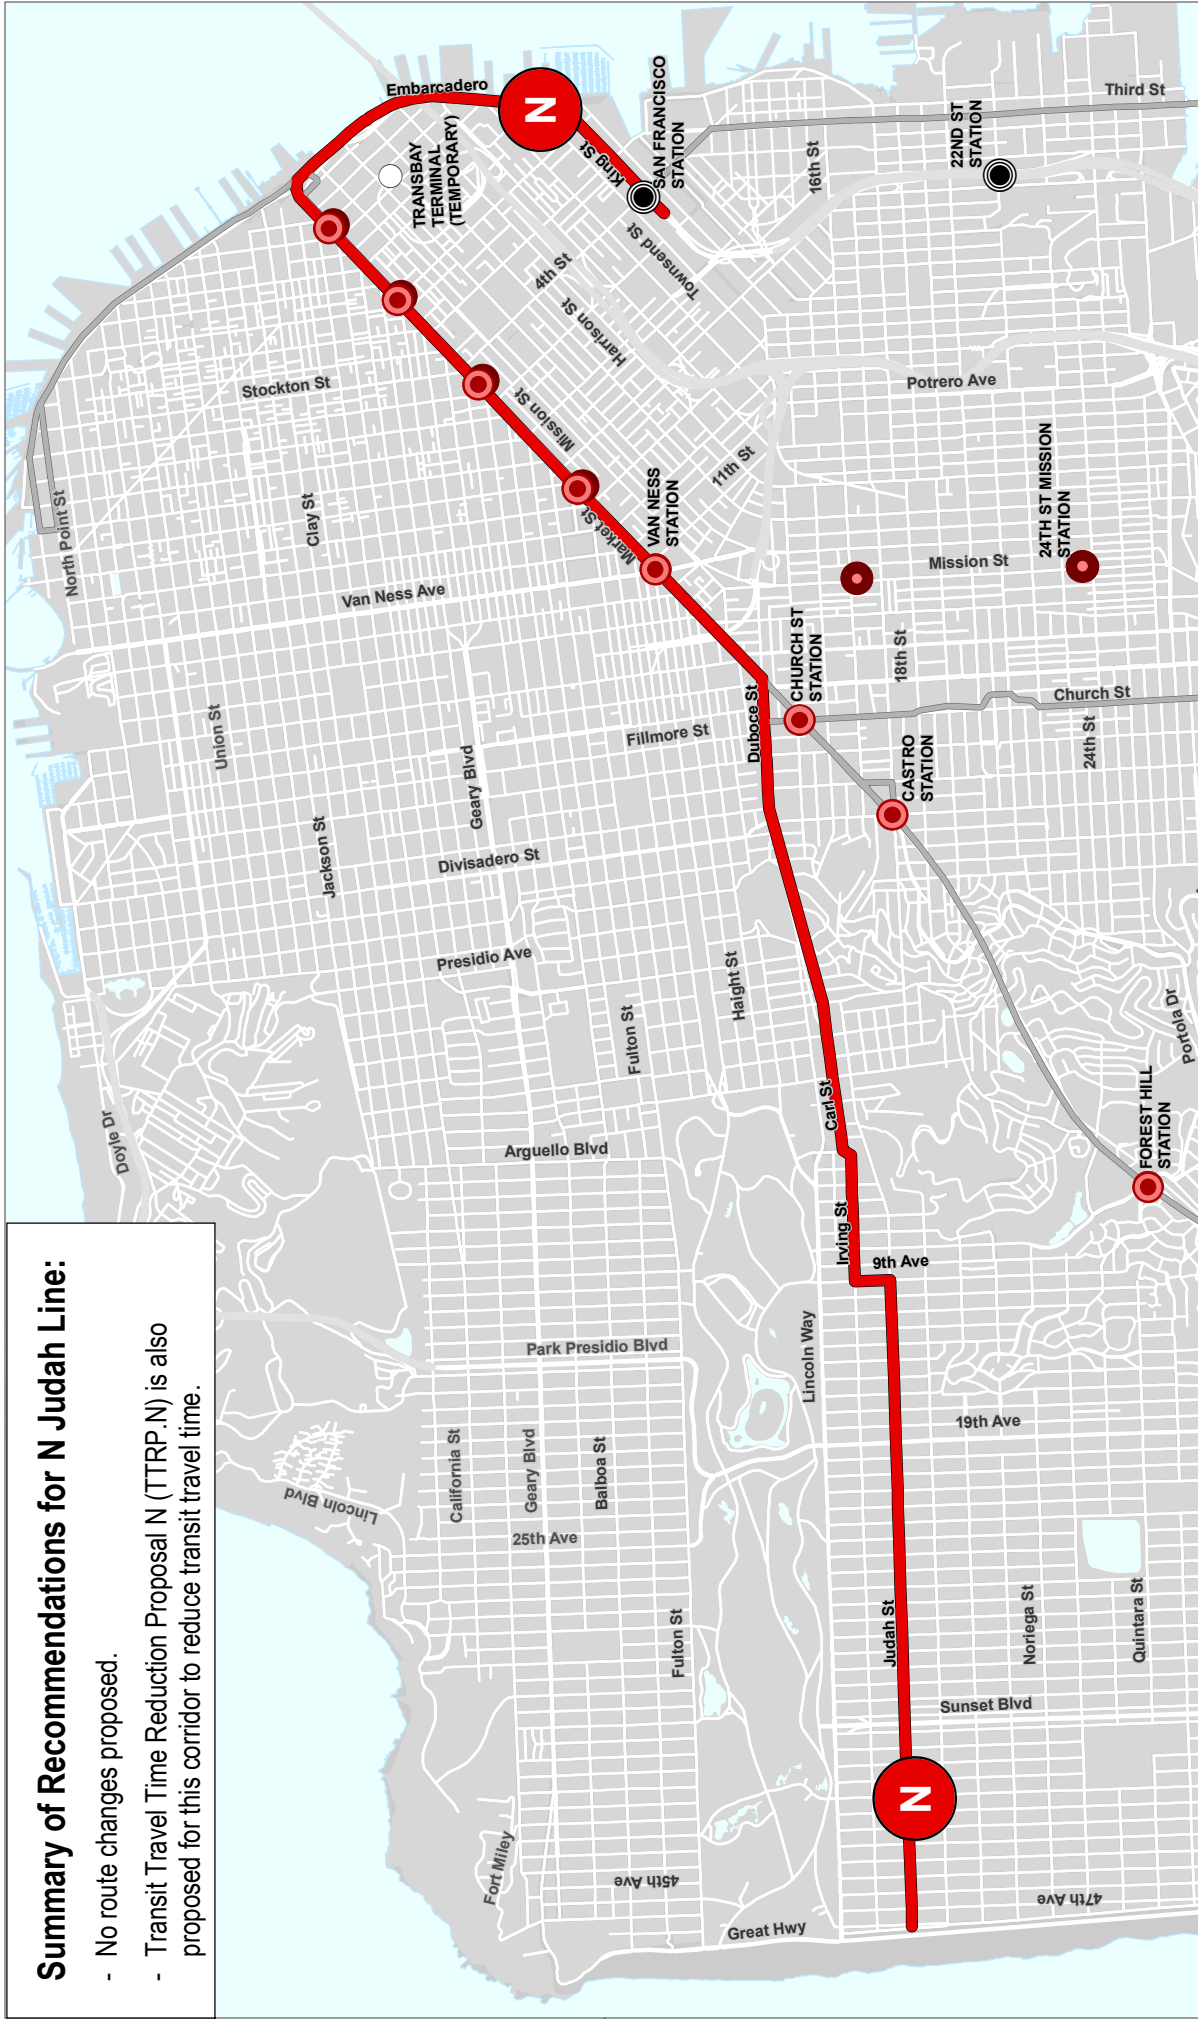 Summary of Recommendations for N Judah Line:
- No route changes proposed.
- Transit Travel Time Reduction Proposal N (TTRP.N) is also
proposed for this corridor to reduce transit travel time.
Doyle Dr
Lincoln Blvd
North Point St
Union St
Jackson St
Clay St
Stockton St
Van Ness Ave
Geary Blvd
Divisadero St
Presidio Ave
Fillmore St
Fulton St
Haight St
Arguello Blvd
Park Presidio Blvd
California St
Geary Blvd
Balboa St
25th Ave
Fulton St
Fort Miley
45th Ave
Great Hwy
Lincoln Way
Embarcadero
N
King St
SAN FRANCISCO
STATION
TRANSBAY
TERMINAL
(TEMPORARY)
4th St
Harrison St
Townsend St
Mission St
Market St
11th St
VAN NESS
STATION
16th St
22ND ST
STATION
Third St
Potrero Ave
24TH ST MISSION
STATION
Mission St
18th St
CHURCH ST
STATION
Church St
24th St
Duboce St
CASTRO
STATION
Portola Dr
FOREST HILL
STATION
Carl St
Irving St
9th Ave
19th Ave
Judah St
Noriega St
Quintara St
Sunset Blvd
N
47th Ave